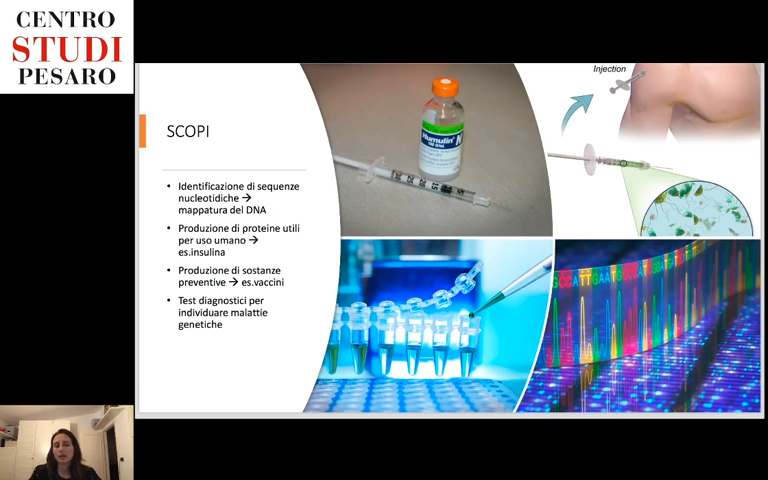 CENTRO
STUDI
PESARO
SCOPI
• Identificazione di sequenze
nucleotidiche →
mappatura del DNA
• Produzione di proteine utili
per uso umano →
es.insulina
• Produzione di sostanze
preventive → es.vaccini
• Test diagnostici per
individuare malattie
genetiche
Humulin N
Injection